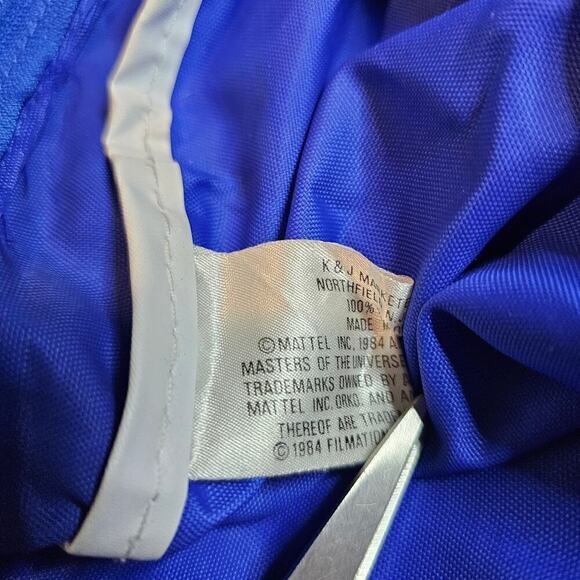 K & J
NORTHFIELD N.J.
100%
MADE
© MATTEL INC. 1984 A
MASTERS OF THE UNIVERSE
TRADEMARKS OWNED BY
MATTEL INC. ORKO, AND A
THEREOF ARE TRADE
© 1984 FILMATION